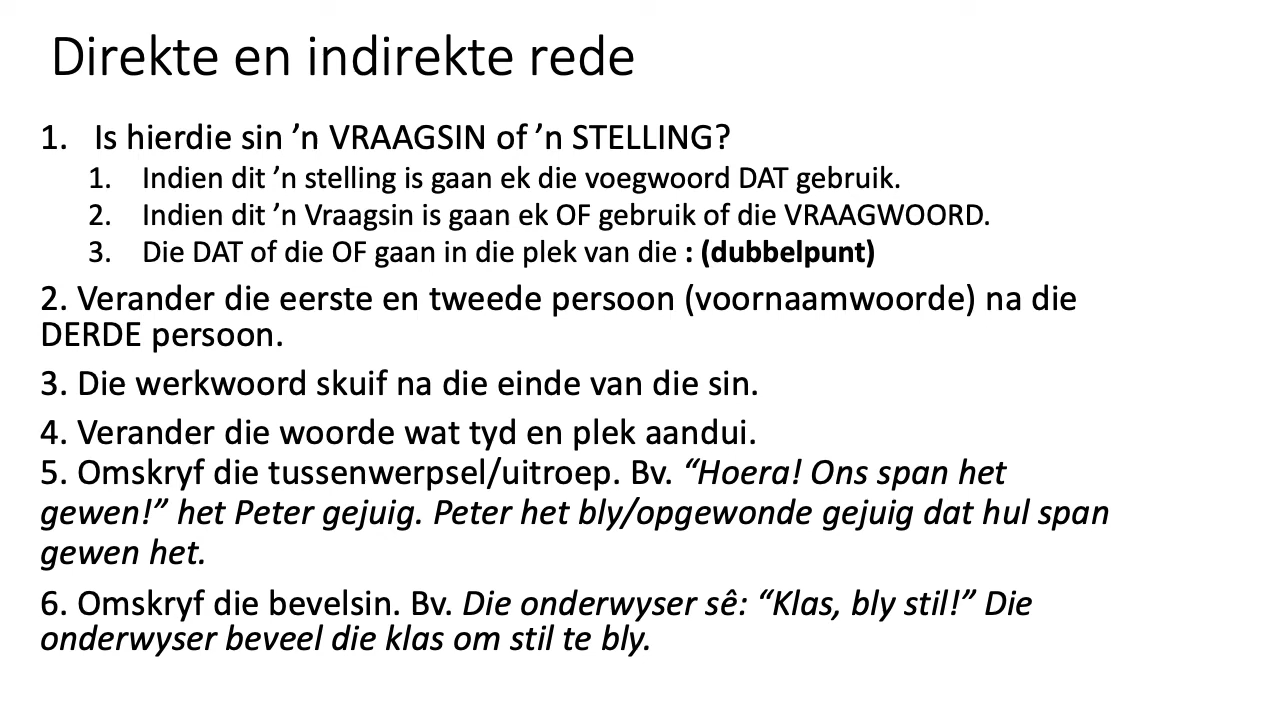 Direkte en indirekte rede
1. Is hierdie sin ’n VRAAGSIN of ’n STELLING?
1. Indien dit ’n stelling is gaan ek die voegwoord DAT gebruik.
2. Indien dit ’n Vraagsin is gaan ek OF gebruik of die VRAAGWOORD.
3. Die DAT of die OF gaan in die plek van die : (dubbelpunt)
2. Verander die eerste en tweede persoon (voornaamwoorde) na die
DERDE persoon.
3. Die werkwoord skuif na die einde van die sin.
4. Verander die woorde wat tyd en plek aandui.
5. Omskryf die tussenwerpsel/uitroep. Bv. “Hoera! Ons span het
gewen!” het Peter gejuig. Peter het bly/opgewonde gejuig dat hul span
gewen het.
6. Omskryf die bevelsin. Bv. Die onderwyser sê: “Klas, bly stil!” Die
onderwyser beveel die klas om stil te bly.